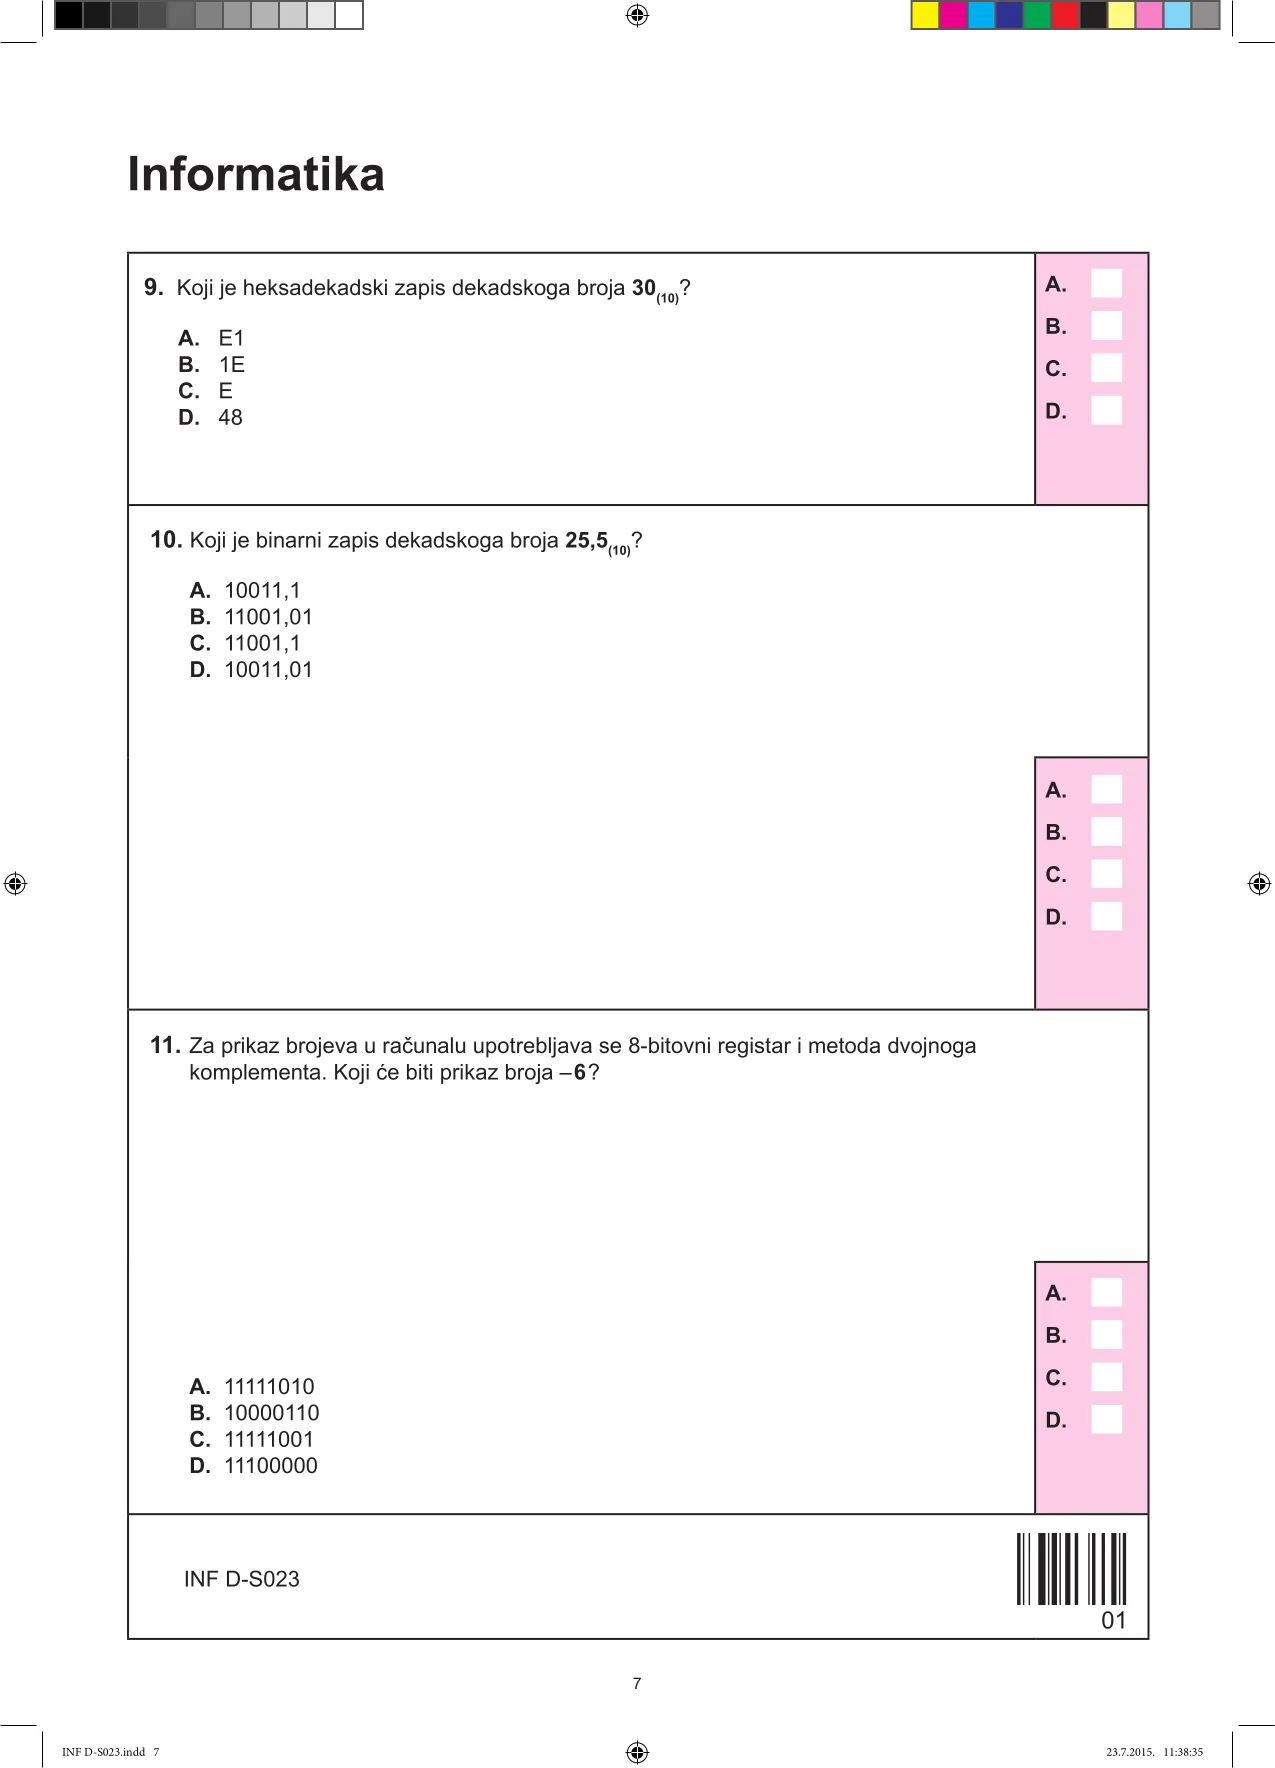 Informatika
9. Koji je heksadekadski zapis dekadskoga broja 30(10)?
A. E1
B. 1E
C. E
D. 48
A.
B.
C.
D.
10. Koji je binarni zapis dekadskoga broja 25,5(10)?
A. 10011,1
B. 11001,01
C. 11001,1
D. 10011,01
A.
B.
C.
D.
11. Za prikaz brojeva u računalu upotrebljava se 8-bitovni registar i metoda dvojnoga
komplementa. Koji će biti prikaz broja –6?
A. 11111010
B. 10000110
C. 11111001
D. 11100000
A.
B.
C.
D.
INF D-S023
01
7
INF D-S023.indd 7
23.7.2015. 11:38:35